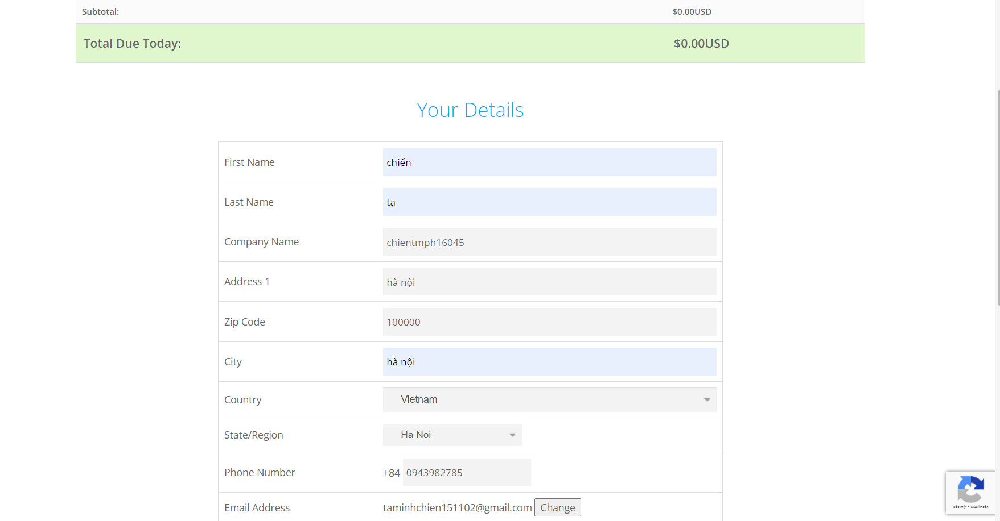 Subtotal: $0.00USD
Total Due Today: $0.00USD
Your Details
First Name chiến
Last Name tạ
Company Name chientmph16045
Address 1 hà nội
Zip Code 100000
City hà nội
Country Vietnam
State/Region Ha Noi
Phone Number +84 0943982785
Email Address taminhchien151102@gmail.com Change
Bảo mật - Điều khoản